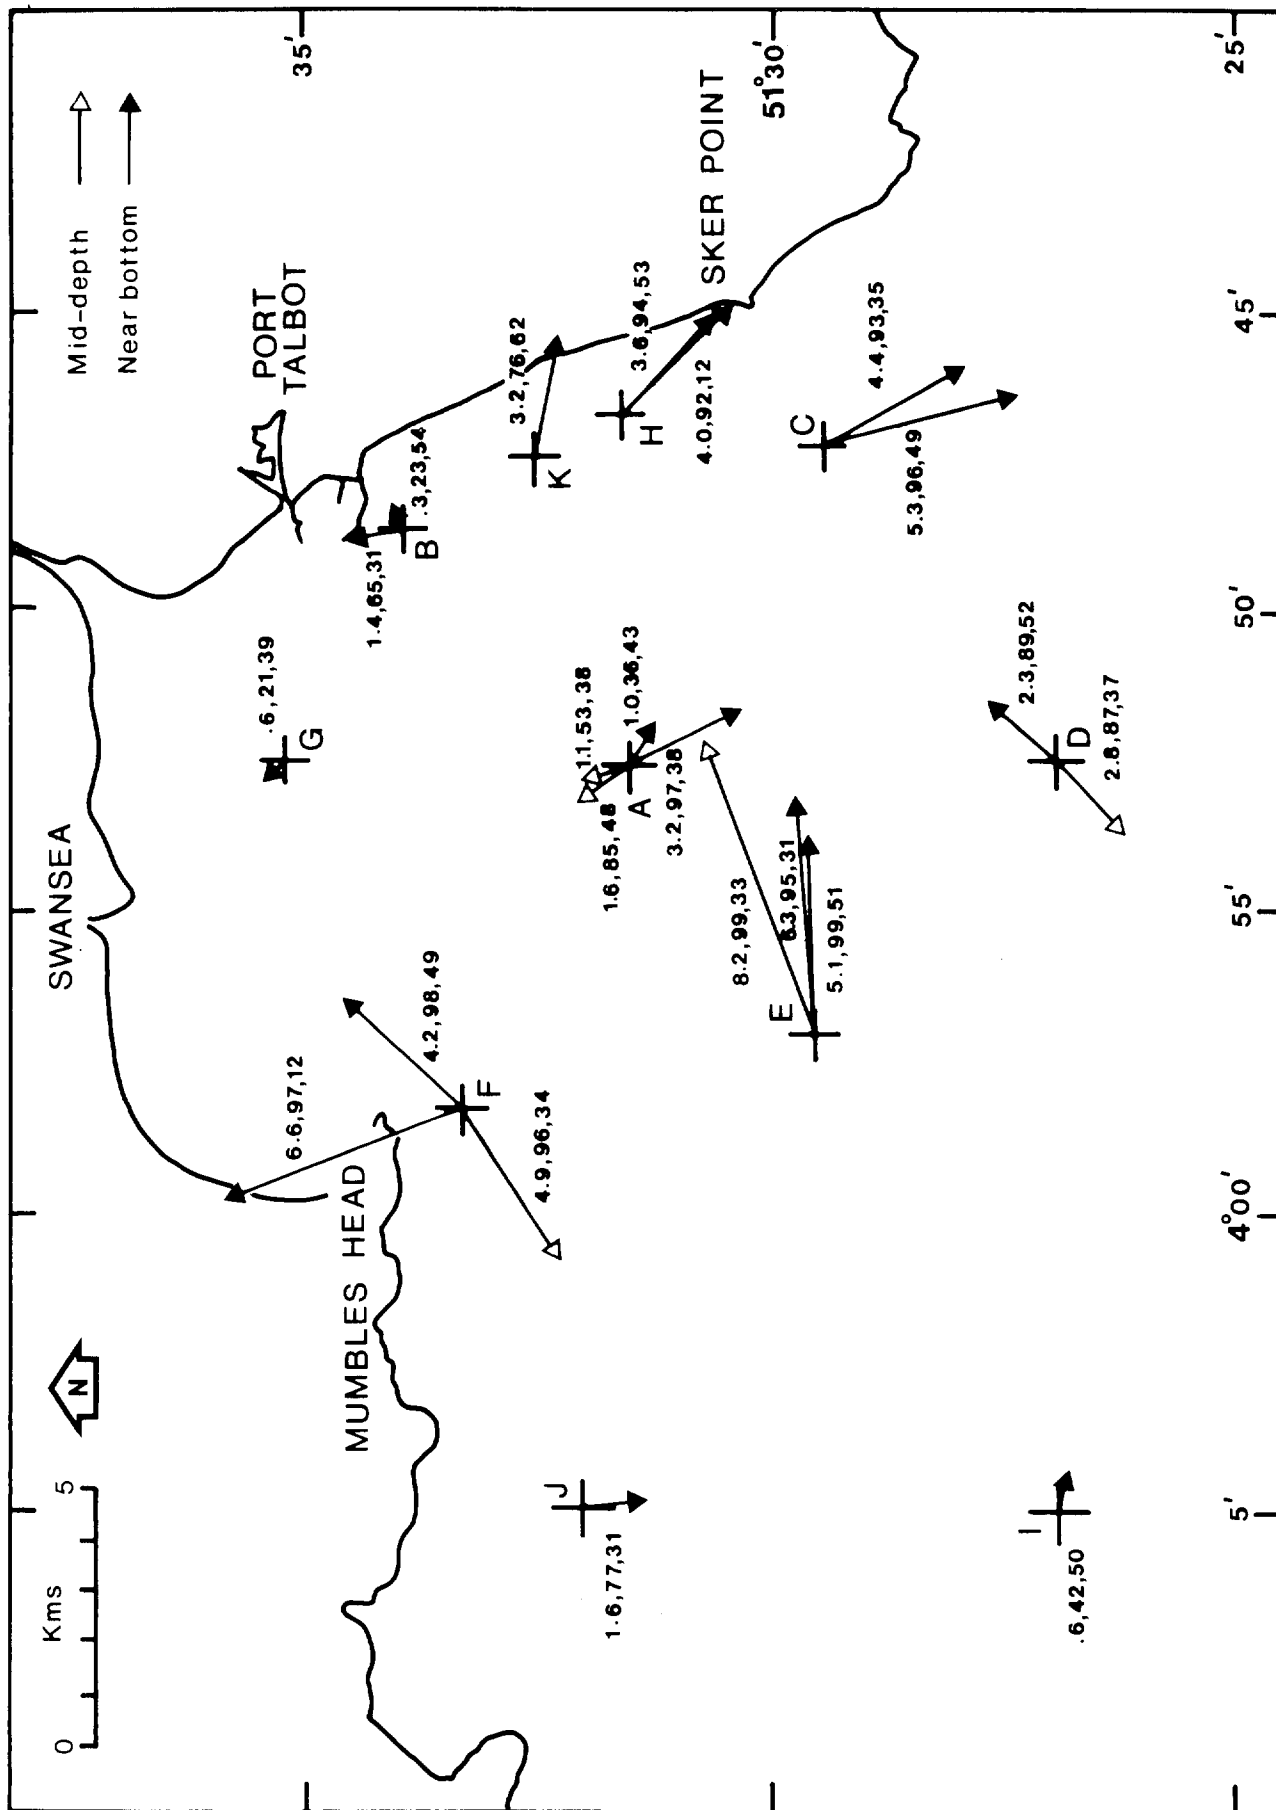 Mid-depth
Near bottom
0 Kms 5
N
SWANSEA
PORT
TALBOT
MUMBLES HEAD
SKER POINT
35'
51°30'
25'
5'
4°00'
55'
50'
45'
6.6,97,12
4.2,98,49
4.9,96,34
F
.6,21,39
G
1.4,65,31
.3,23,54
B
3.2,76,62
K
3.6,94,53
4.0,92,12
H
1.1,53,38
1.0,36,43
1.6,85,48
3.2,97,38
A
J
1.6,77,31
8.2,99,33
6.3,95,31
5.1,99,51
E
C
4.4,93,35
5.3,96,49
2.3,89,52
D
2.8,87,37
I
.6,42,50